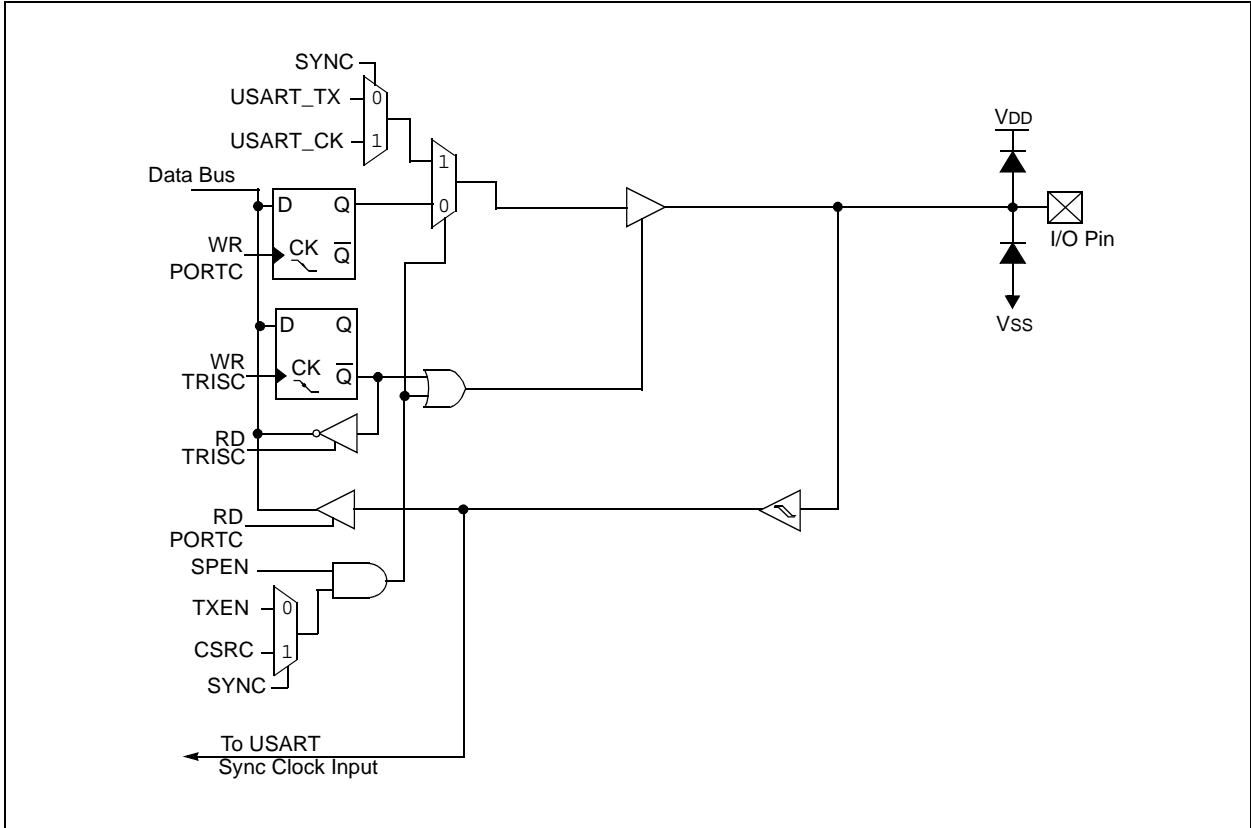 SYNC
USART_TX
0
USART_CK
1
1
0
Data Bus
D
Q
WR
PORTC
CK
Q̅
D
Q
WR
TRISC
CK
Q̅
RD
TRISC
RD
PORTC
SPEN
TXEN
0
CSRC
1
SYNC
To USART
Sync Clock Input
VDD
I/O Pin
VSS